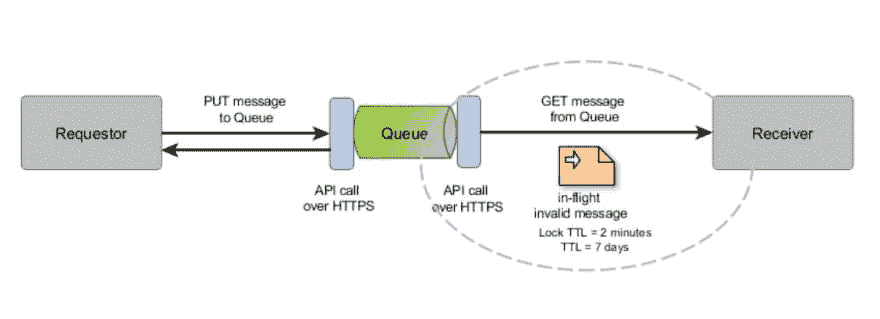 PUT message
to Queue
GET message
from Queue
Requestor
Queue
Receiver
API call
over HTTPS
API call
over HTTPS
in-flight
invalid message
Lock TTL = 2 minutes
TTL = 7 days